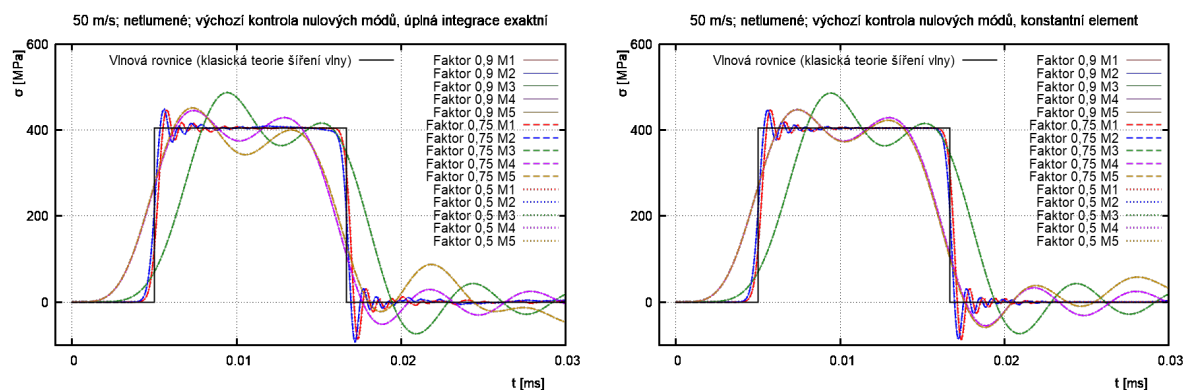 50 m/s; netlumené; výchozí kontrola nulových módů, úplná integrace exaktní
σ [MPa]
600
400
200
0
-100
0
0.01
0.02
0.03
t [ms]
Vlnová rovnice (klasická teorie šíření vlny)
Faktor 0,9 M1
Faktor 0,9 M2
Faktor 0,9 M3
Faktor 0,9 M4
Faktor 0,9 M5
Faktor 0,75 M1
Faktor 0,75 M2
Faktor 0,75 M3
Faktor 0,75 M4
Faktor 0,75 M5
Faktor 0,5 M1
Faktor 0,5 M2
Faktor 0,5 M3
Faktor 0,5 M4
Faktor 0,5 M5
50 m/s; netlumené; výchozí kontrola nulových módů, konstantní element
σ [MPa]
600
400
200
0
-100
0
0.01
0.02
0.03
t [ms]
Vlnová rovnice (klasická teorie šíření vlny)
Faktor 0,9 M1
Faktor 0,9 M2
Faktor 0,9 M3
Faktor 0,9 M4
Faktor 0,9 M5
Faktor 0,75 M1
Faktor 0,75 M2
Faktor 0,75 M3
Faktor 0,75 M4
Faktor 0,75 M5
Faktor 0,5 M1
Faktor 0,5 M2
Faktor 0,5 M3
Faktor 0,5 M4
Faktor 0,5 M5